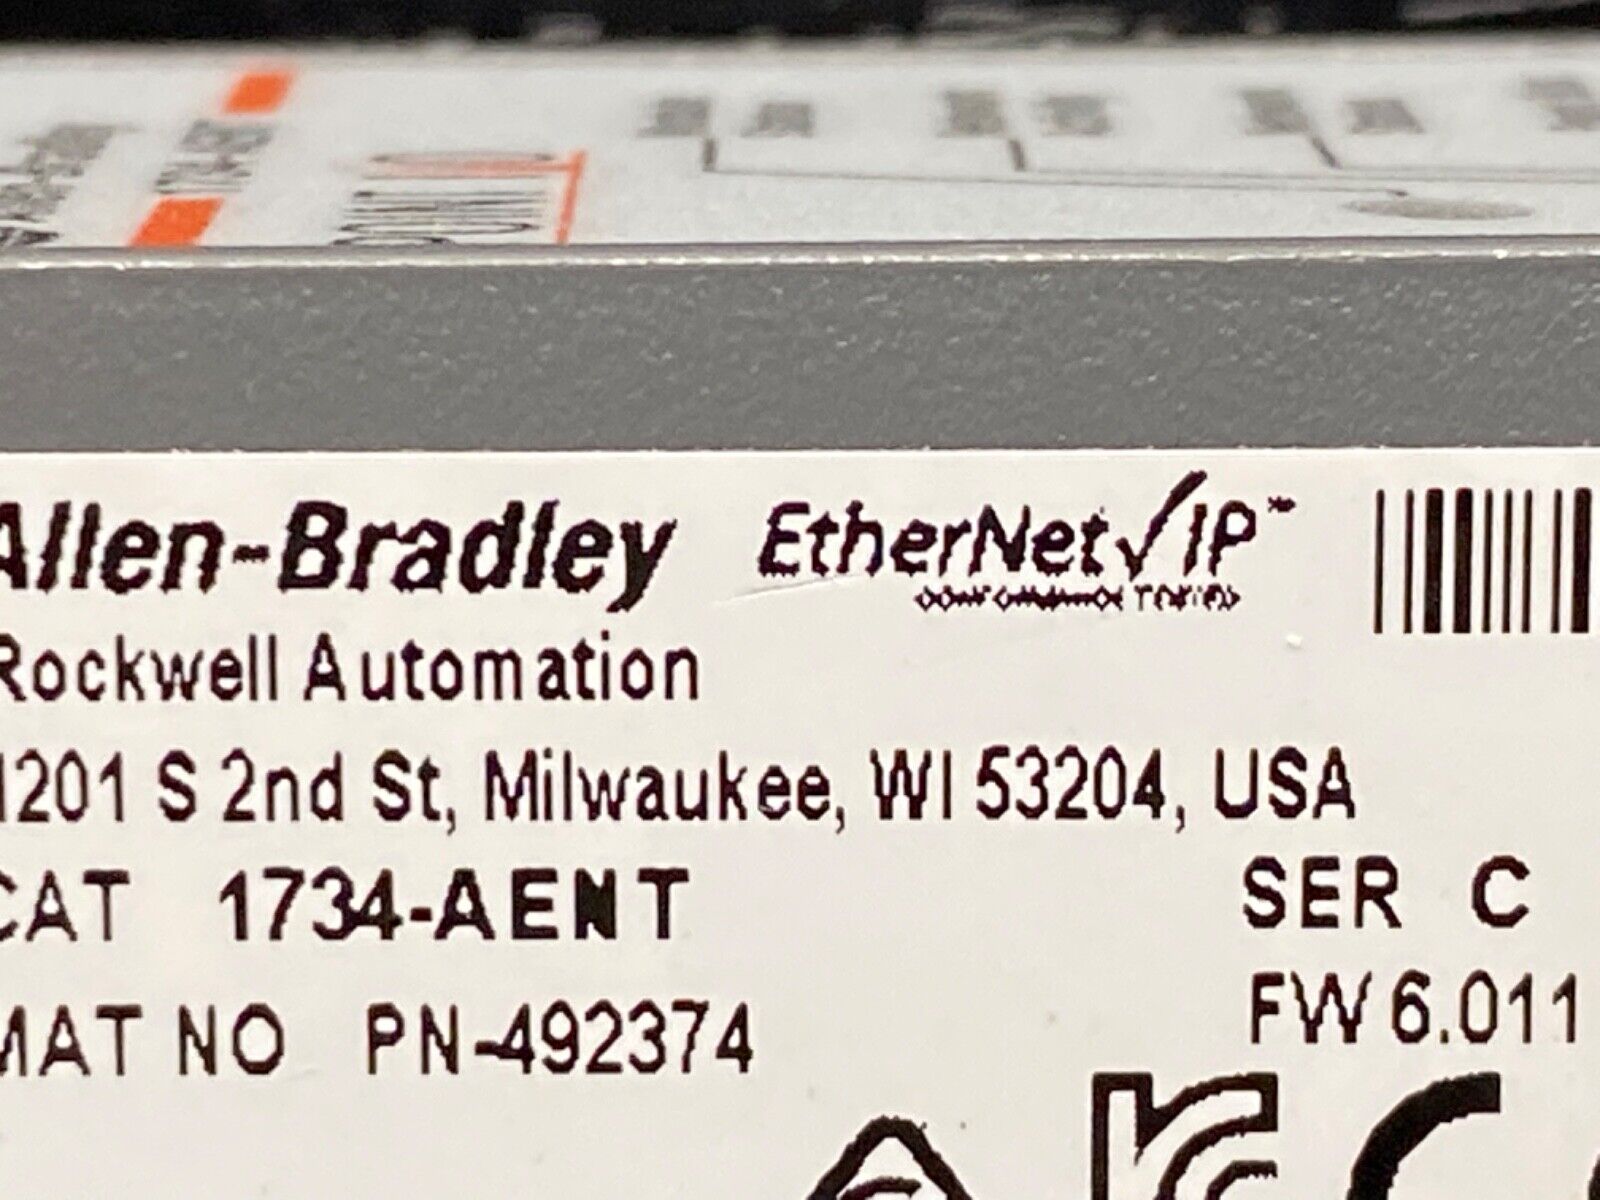 Allen-Bradley EtherNet/IP™
Rockwell Automation
1201 S 2nd St, Milwaukee, WI 53204, USA
CAT 1734-AENT SER C
MAT NO PN-492374 FW 6.011